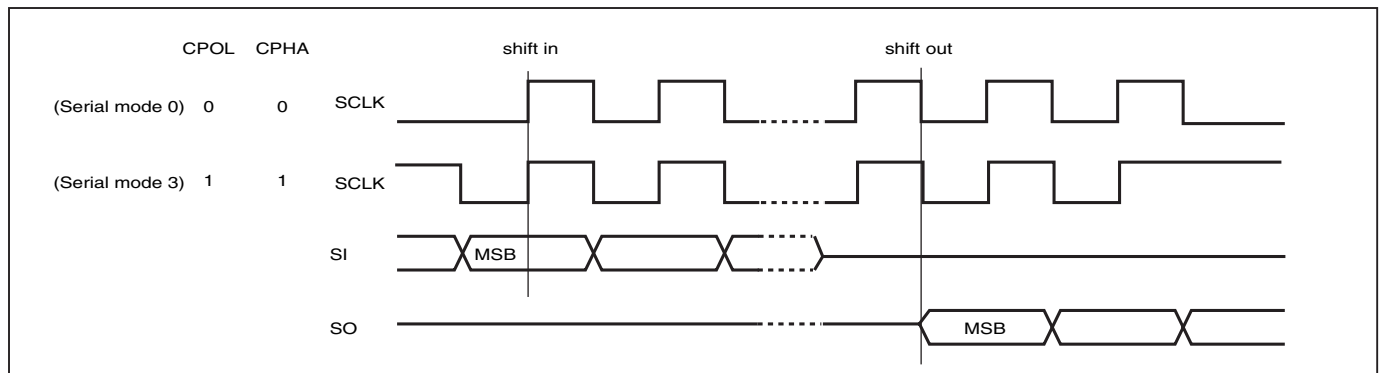 CPOL CPHA shift in shift out
(Serial mode 0) 0 0 SCLK
(Serial mode 3) 1 1 SCLK
SI MSB
SO MSB